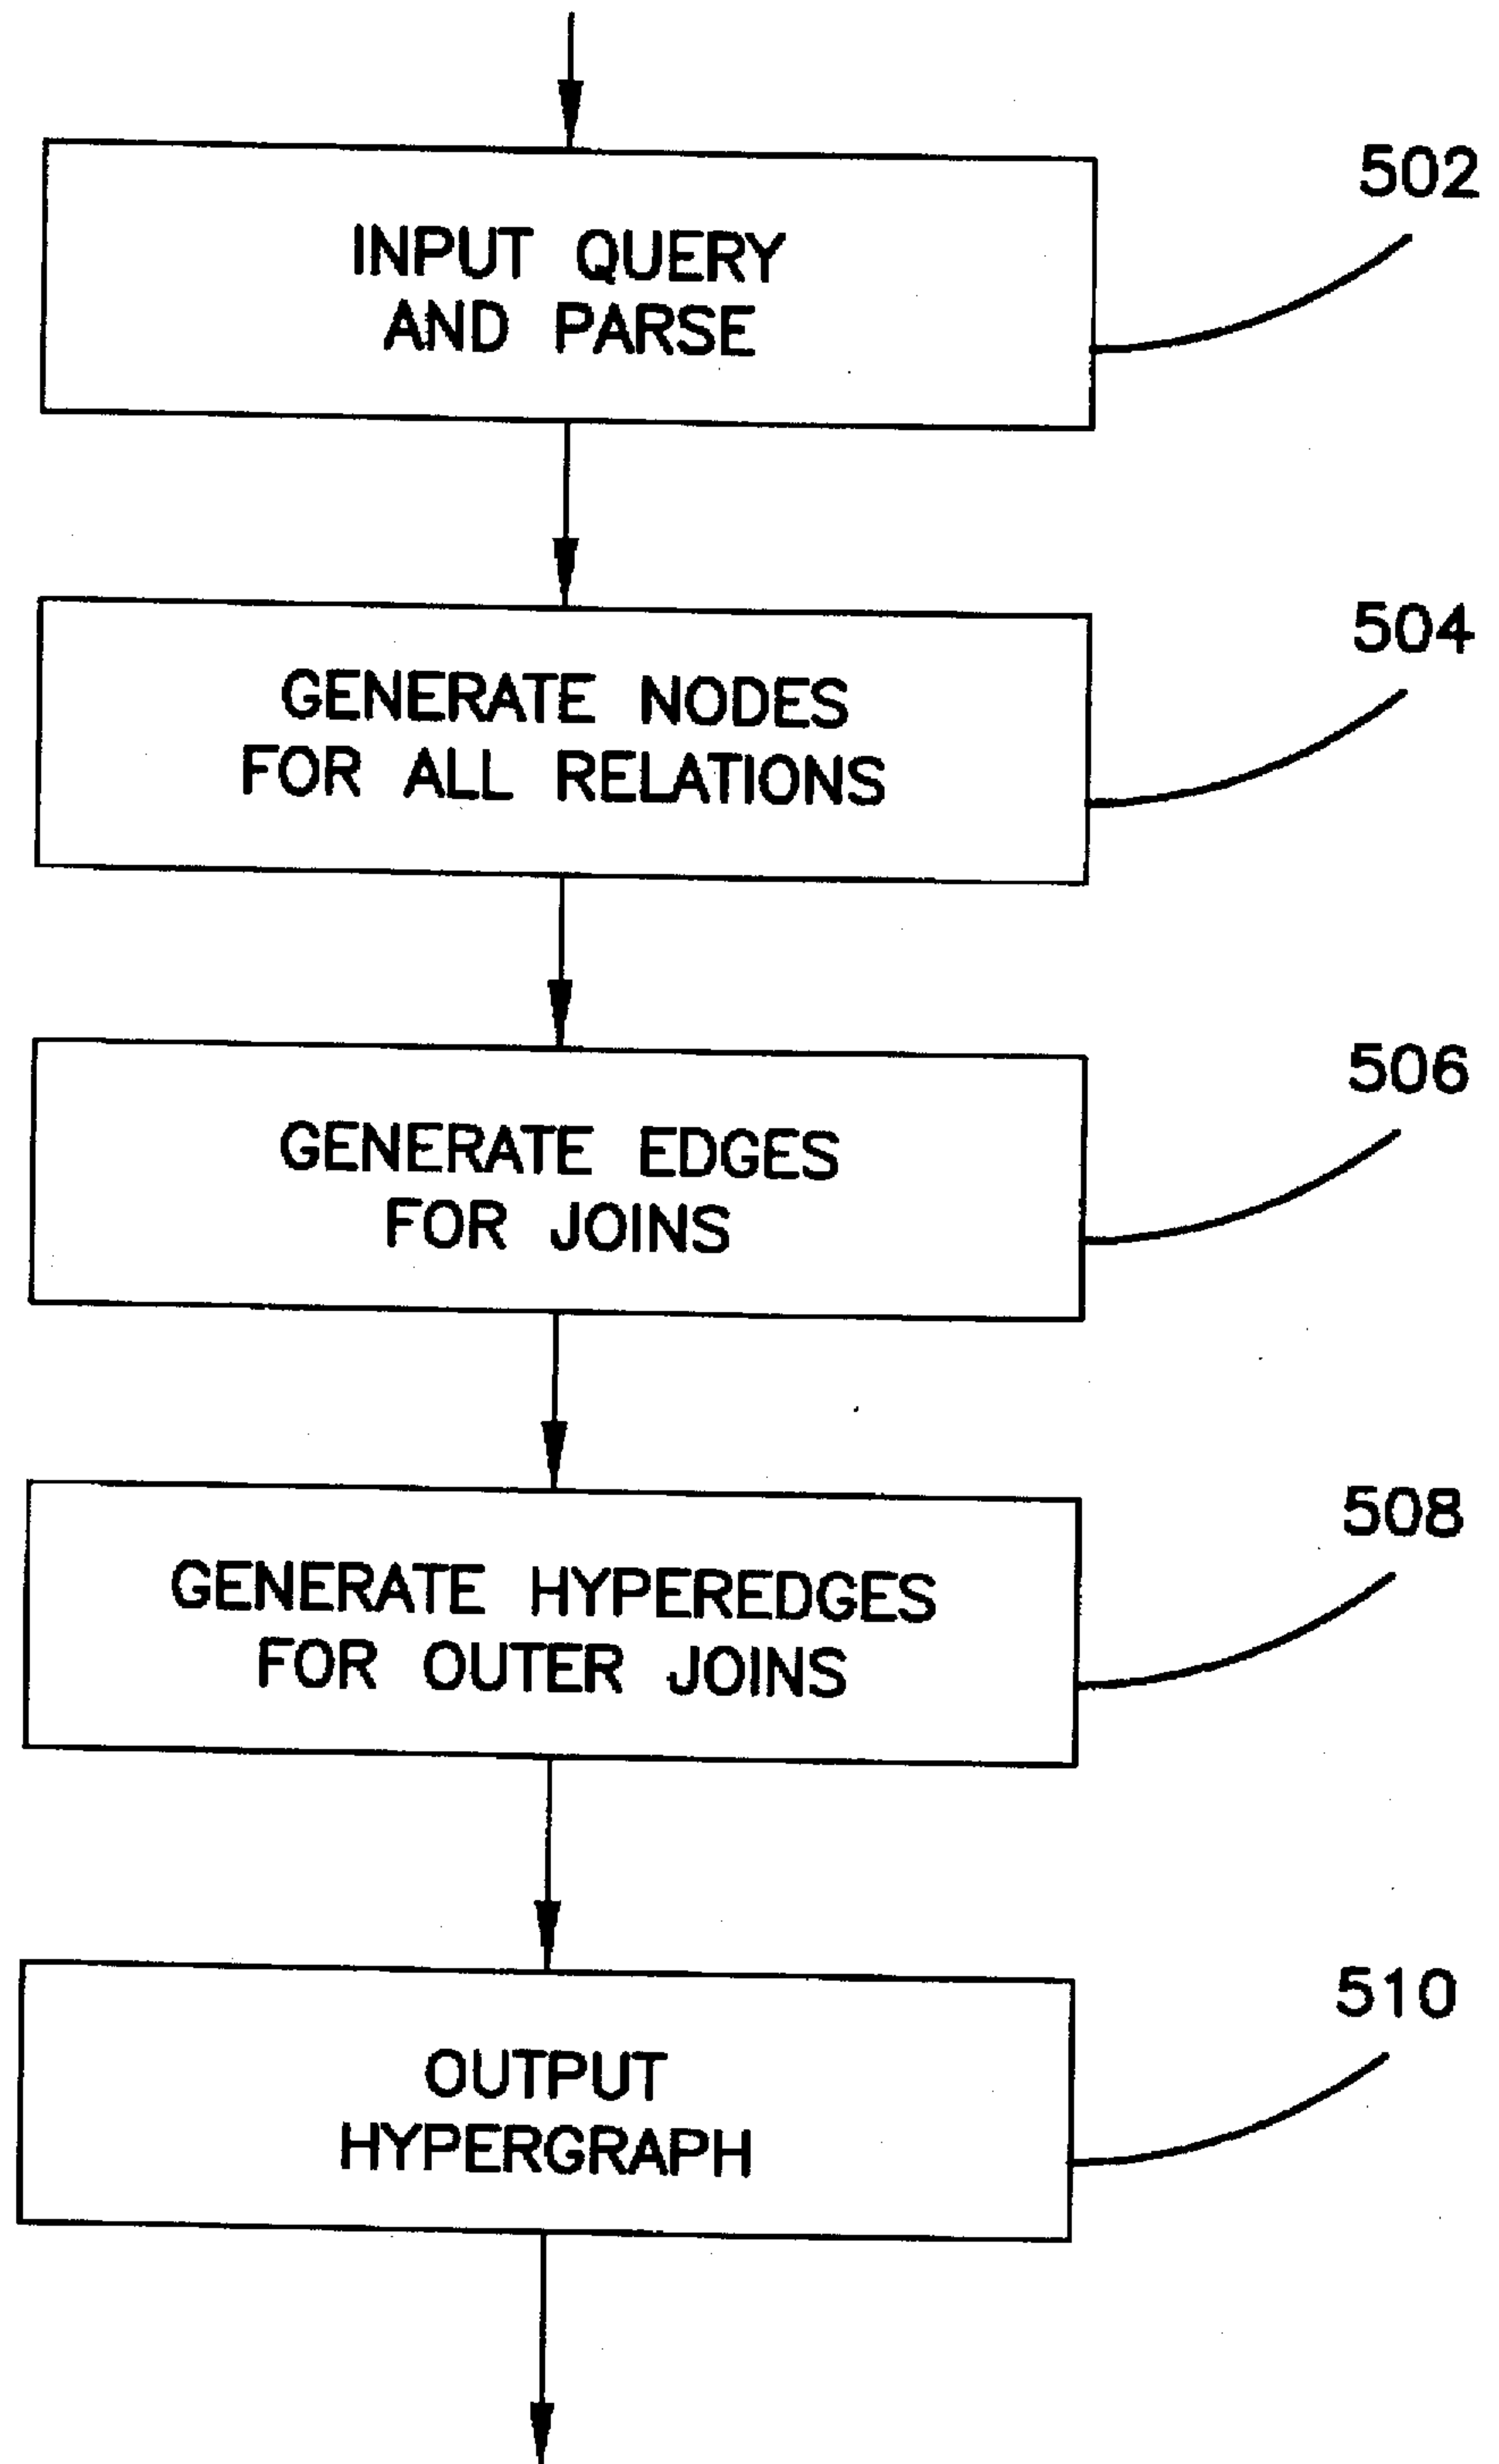 502
INPUT QUERY
AND PARSE
504
GENERATE NODES
FOR ALL RELATIONS
506
GENERATE EDGES
FOR JOINS
508
GENERATE HYPEREDGES
FOR OUTER JOINS
510
OUTPUT
HYPERGRAPH